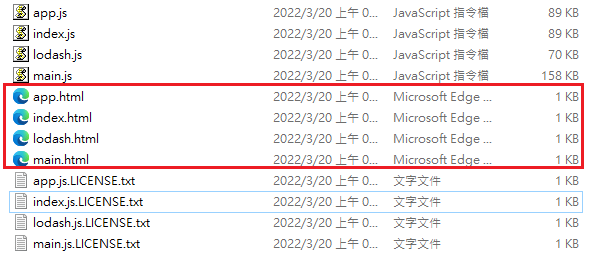 app.js 2022/3/20 上午 0... JavaScript 指令檔 89 KB
index.js 2022/3/20 上午 0... JavaScript 指令檔 89 KB
lodash.js 2022/3/20 上午 0... JavaScript 指令檔 70 KB
main.js 2022/3/20 上午 0... JavaScript 指令檔 158 KB
app.html 2022/3/20 上午 0... Microsoft Edge ... 1 KB
index.html 2022/3/20 上午 0... Microsoft Edge ... 1 KB
lodash.html 2022/3/20 上午 0... Microsoft Edge ... 1 KB
main.html 2022/3/20 上午 0... Microsoft Edge ... 1 KB
app.js.LICENSE.txt 2022/3/20 上午 0... 文字文件 1 KB
index.js.LICENSE.txt 2022/3/20 上午 0... 文字文件 1 KB
lodash.js.LICENSE.txt 2022/3/20 上午 0... 文字文件 1 KB
main.js.LICENSE.txt 2022/3/20 上午 0... 文字文件 1 KB